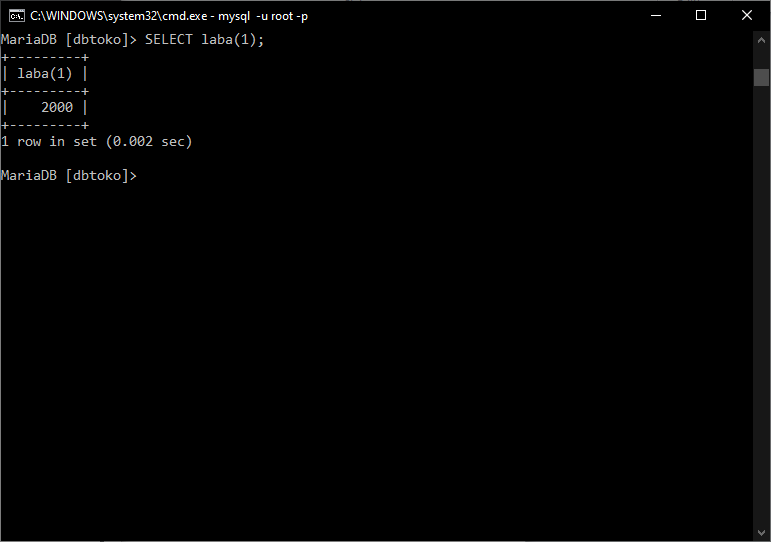 C:\WINDOWS\system32\cmd.exe - mysql  -u root -p
MariaDB [dbtoko]> SELECT laba(1);
+---------+
| laba(1) |
+---------+
|    2000 |
+---------+
1 row in set (0.002 sec)

MariaDB [dbtoko]>